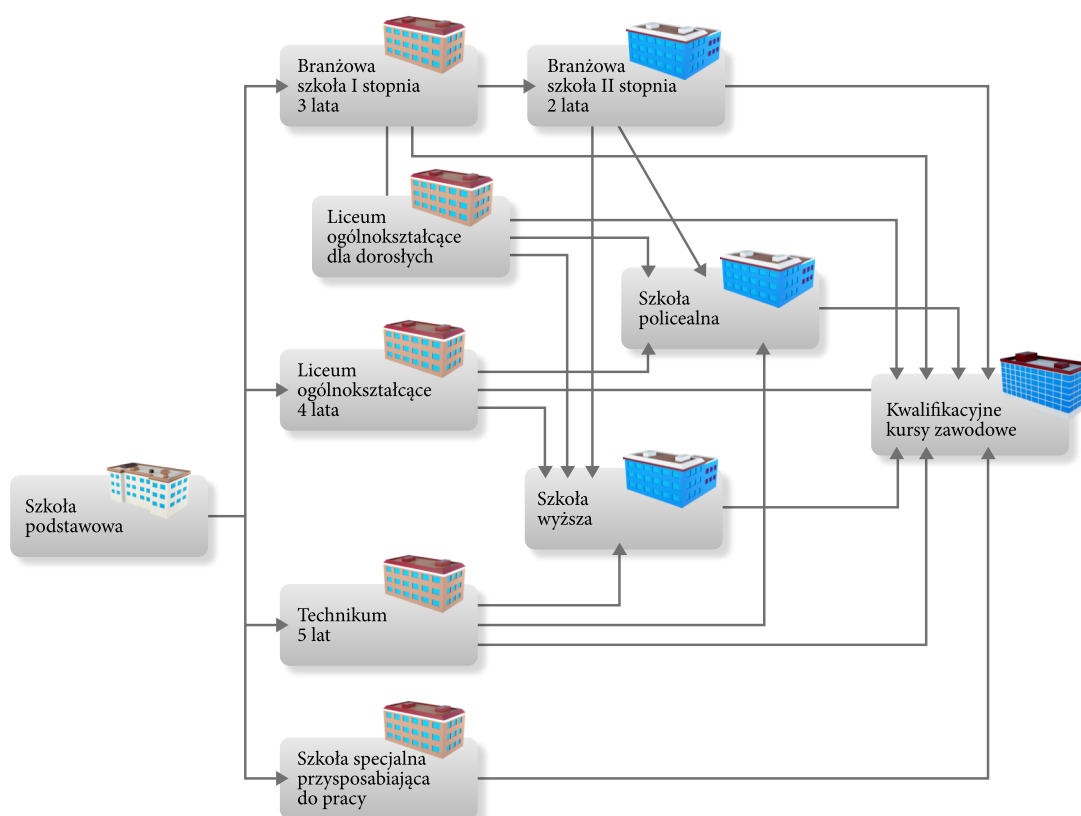 Branżowa
szkoła I stopnia
3 lata
Branżowa
szkoła II stopnia
2 lata
Liceum
ogólnokształcące
dla dorosłych
Szkoła
policealna
Liceum
ogólnokształcące
4 lata
Kwalifikacyjne
kursy zawodowe
Szkoła
podstawowa
Szkoła
wyższa
Technikum
5 lat
Szkoła specjalna
przysposabiająca
do pracy